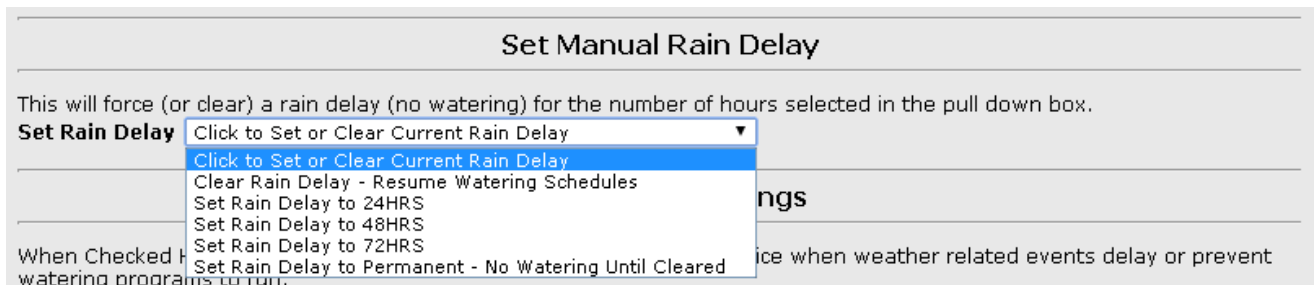 Set Manual Rain Delay
This will force (or clear) a rain delay (no watering) for the number of hours selected in the pull down box.
Set Rain Delay Click to Set or Clear Current Rain Delay
Click to Set or Clear Current Rain Delay
Clear Rain Delay - Resume Watering Schedules
Set Rain Delay to 24HRS
ngs
Set Rain Delay to 48HRS
Set Rain Delay to 72HRS
When Checked ice when weather related events delay or prevent
Set Rain Delay to Permanent - No Watering Until Cleared
watering programs to run.